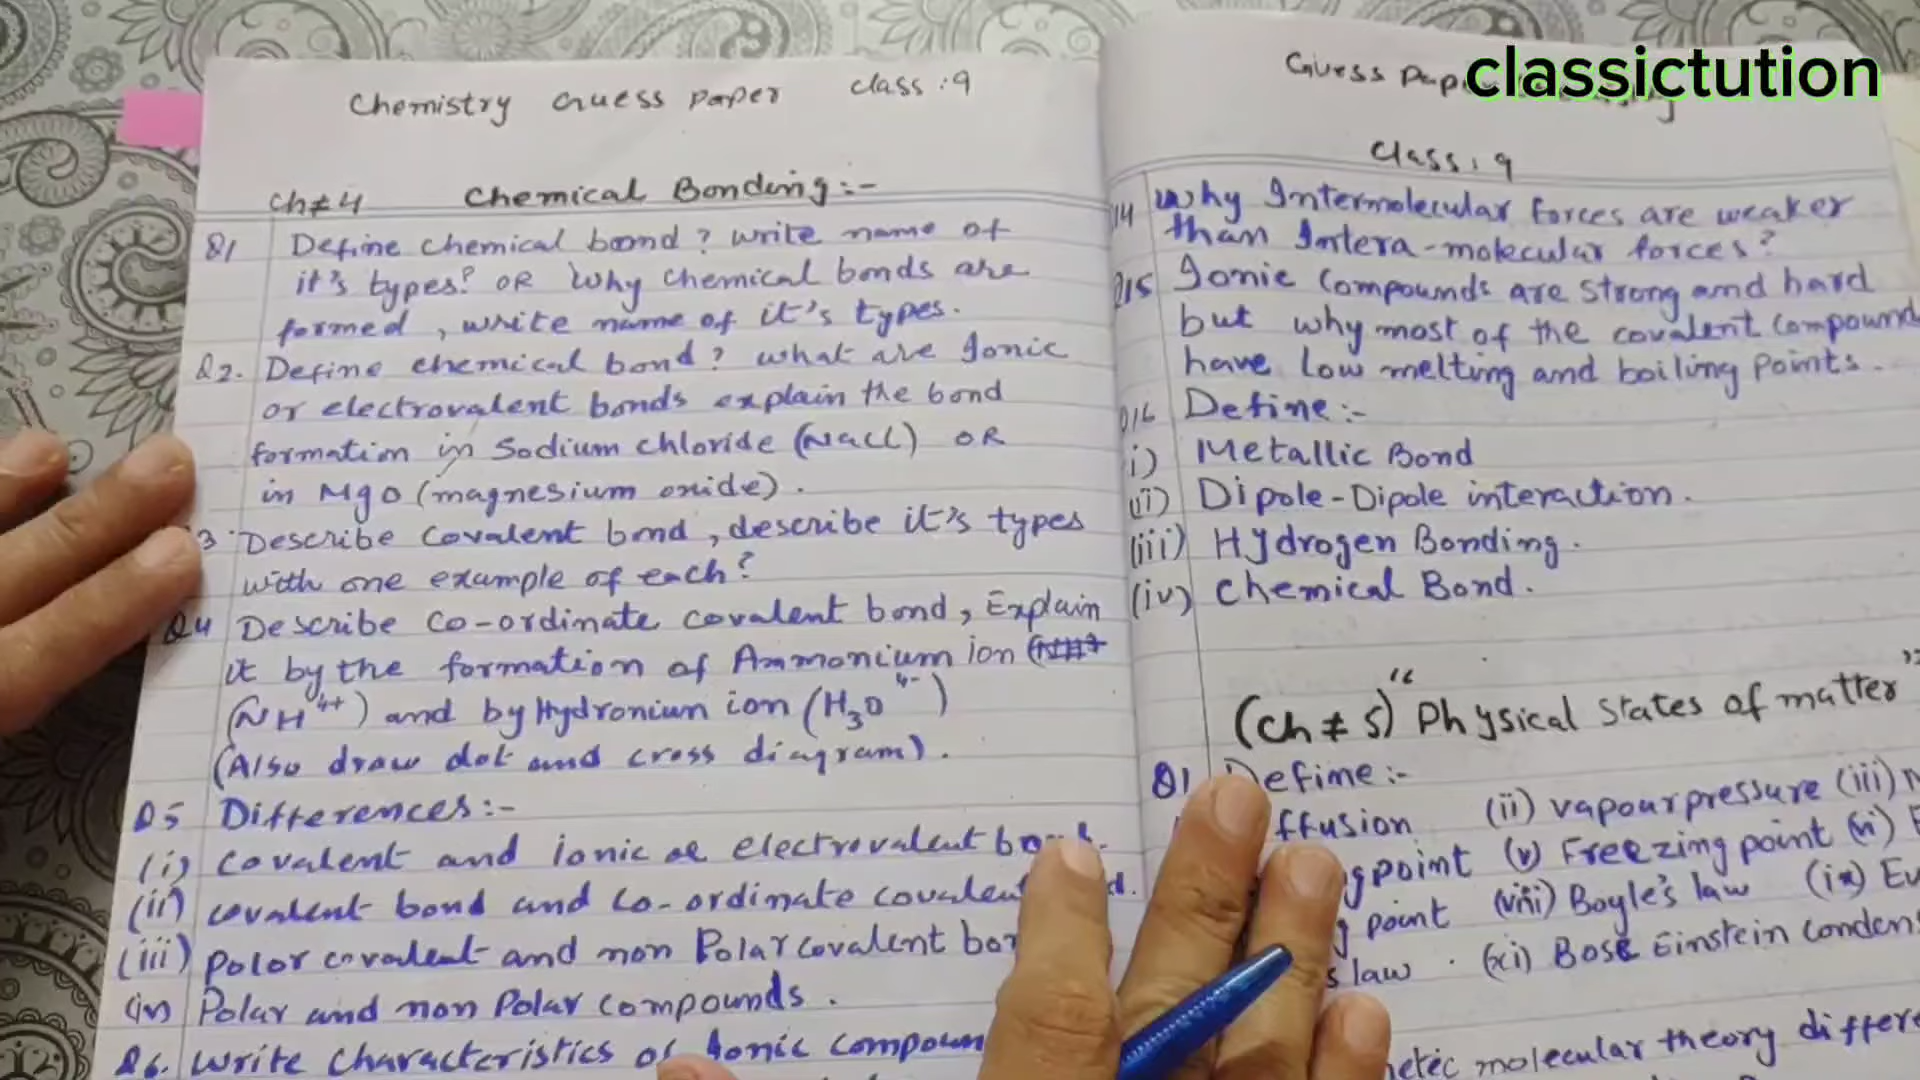 classictution
Chemistry Guess Paper class : 9
Ch≠4 Chemical Bonding:-
Q1 Define chemical boond? write name of
it's types? OR Why chemical bonds are
formed, write name of it's types.
Q2. Define chemical bond? what are Ionic
or electrovalent bonds explain the bond
formation in Sodium chloride (NaCl) OR
in MgO (magnesium oxide).
3. Describe Covalent bond, describe it's types
with one example of each?
Q4 Describe Co-ordinate covalent bond, Explain
it by the formation of Ammonium ion
(NH⁴⁺) and by Hydronium ion (H₃O⁴⁻)
(Also draw dot and cross diagram).
Q5 Differences:-
(i) Covalent and ionic or electrovalent
(ii) covalent bond and Co-ordinate
(iii) Polor covalent and non Polar covalent
(iv) Polar and non Polar compounds.
Q6. Write characteristics of Ionic
Guess
Class: 9
14 Why Intermolecular forces are weaker
than Intera-molecular forces?
Q15 Ionic Compounds are strong and hard
but why most of the covalent Compound
have low melting and boiling Points.
Q16 Define:-
i) Metallic Bond
(ii) Dipole-Dipole interaction.
(iii) Hydrogen Bonding.
(iv) Chemical Bond.
(Ch ≠ 5) "Physical States of matter"
Q1 Define:-
ffusion (ii) vapour pressure (iii)
point (v) Freezing point (vi)
point (viii) Boyle's law (ix)
law. (xi) Bose Einstein
molecular theory